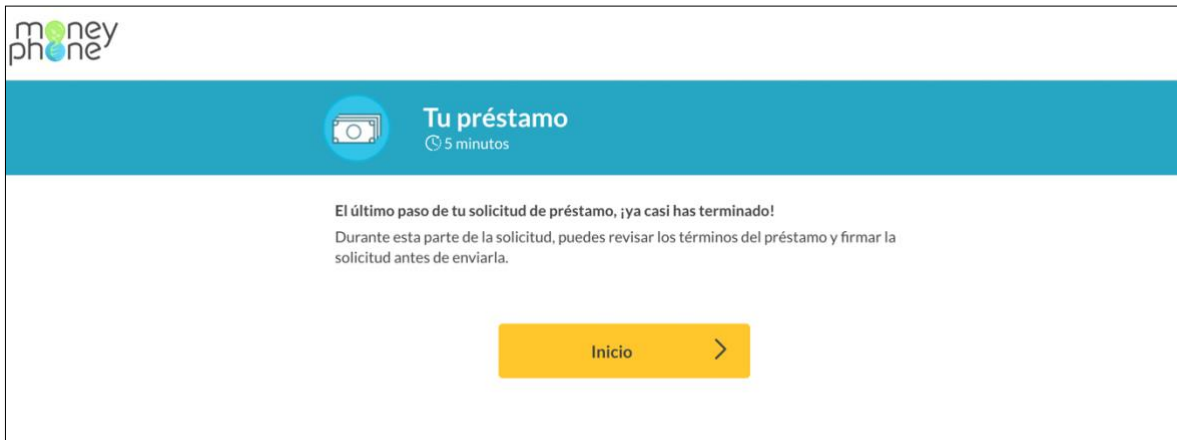 money
phone
Tu préstamo
5 minutos
El último paso de tu solicitud de préstamo, ¡ya casi has terminado!
Durante esta parte de la solicitud, puedes revisar los términos del préstamo y firmar la
solicitud antes de enviarla.
Inicio